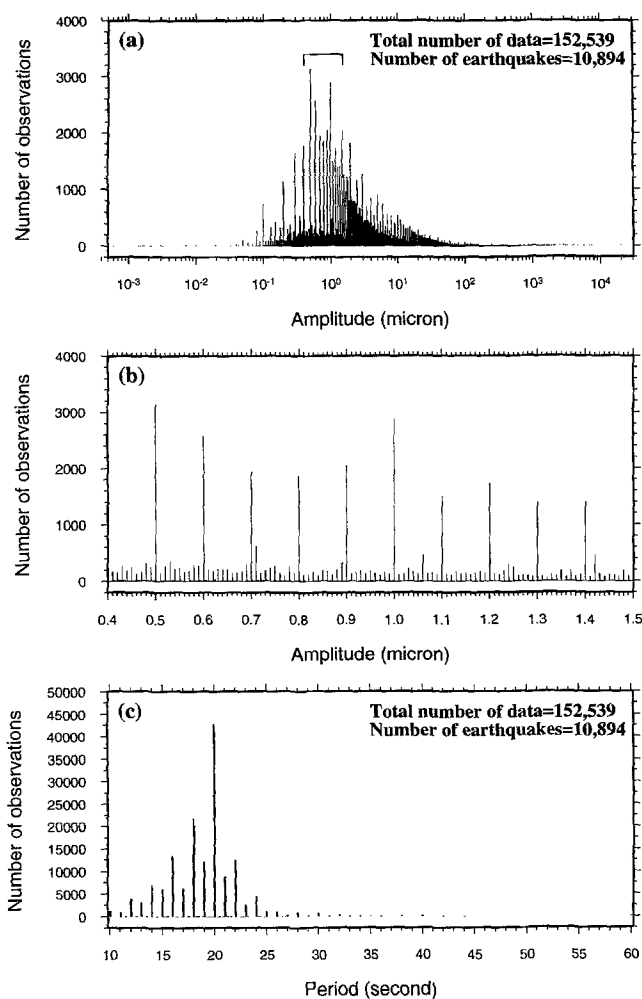 4000
(a)
Total number of data=152,539
Number of earthquakes=10,894
3000
2000
1000
0
Number of observations
10⁻³ 10⁻² 10⁻¹ 10⁰ 10¹ 10² 10³ 10⁴
Amplitude (micron)
4000
(b)
3000
2000
1000
0
Number of observations
0.4 0.5 0.6 0.7 0.8 0.9 1.0 1.1 1.2 1.3 1.4 1.5
Amplitude (micron)
50000
(c)
Total number of data=152,539
Number of earthquakes=10,894
45000
40000
35000
30000
25000
20000
15000
10000
5000
0
Number of observations
10 15 20 25 30 35 40 45 50 55 60
Period (second)